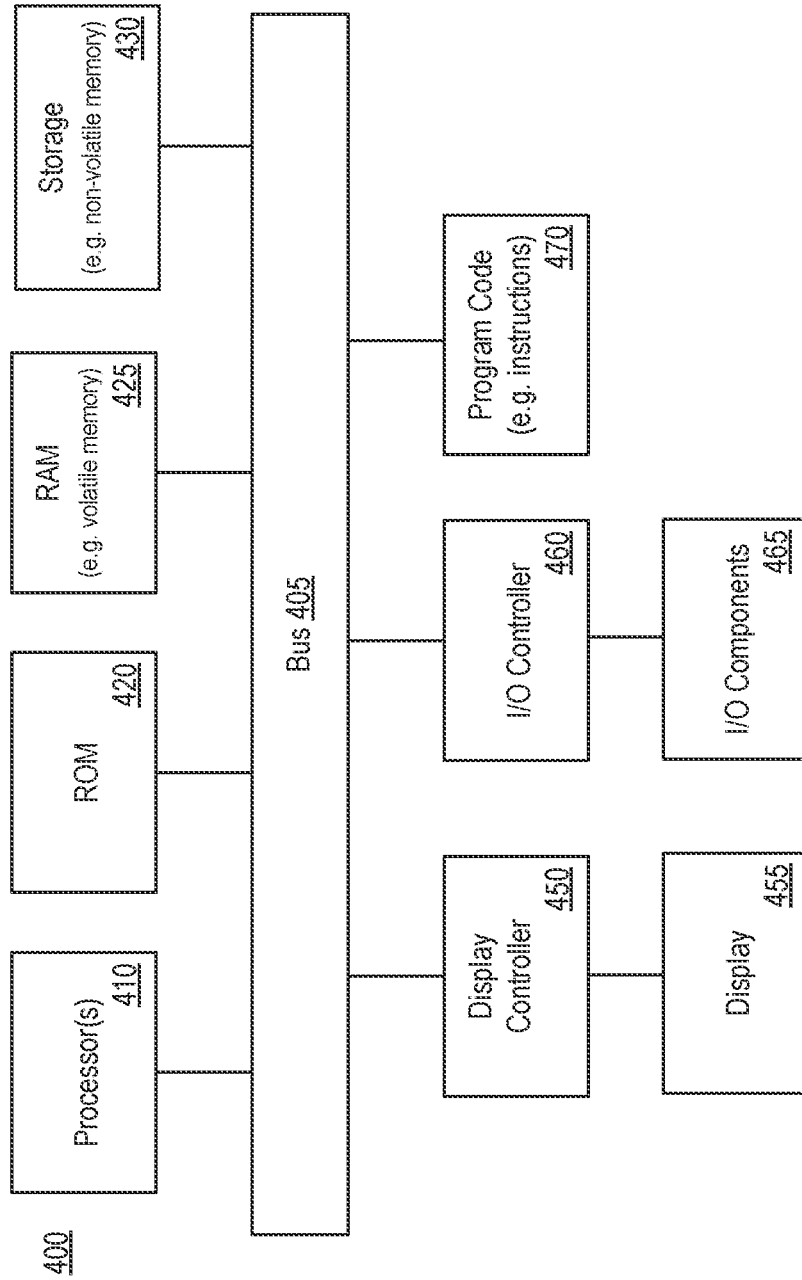 400
Processor(s)
410
ROM
420
RAM
(e.g. volatile memory)
425
Storage
(e.g. non-volatile memory)
430
Bus 405
Display
Controller
450
I/O Controller
460
Program Code
(e.g. instructions)
470
Display
455
I/O Components
465